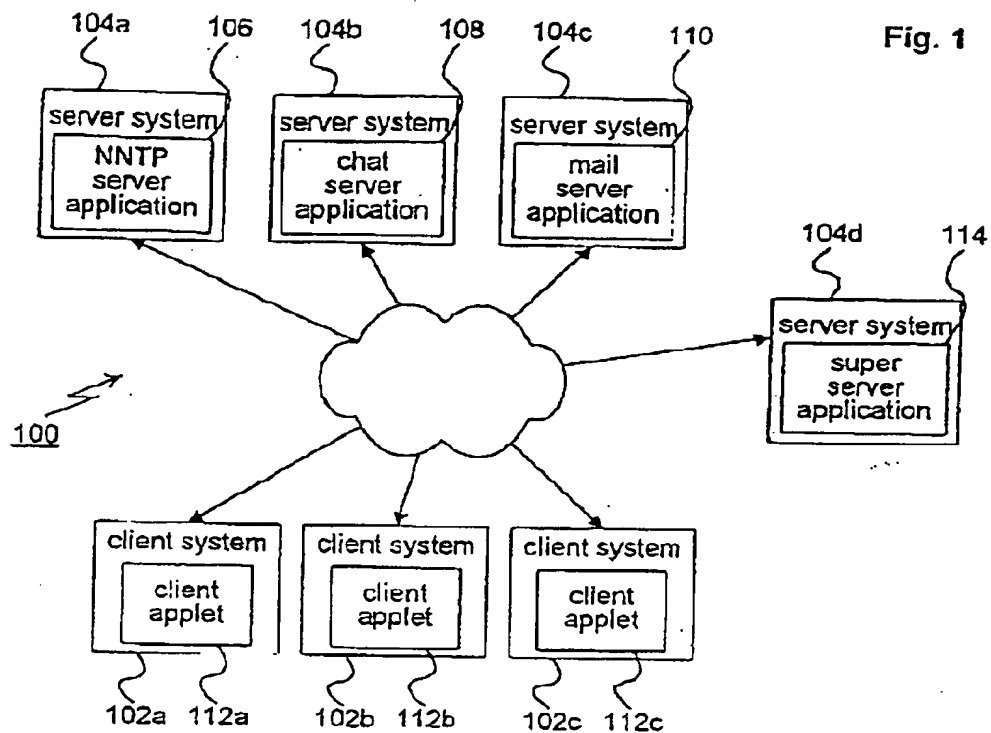 104a 106 104b 108 104c 110 Fig. 1
server system
NNTP
server
application
server system
chat
server
application
server system
mail
server
application
104d 114
server system
super
server
application
100
client system
client
applet
client system
client
applet
client system
client
applet
102a 112a 102b 112b 102c 112c